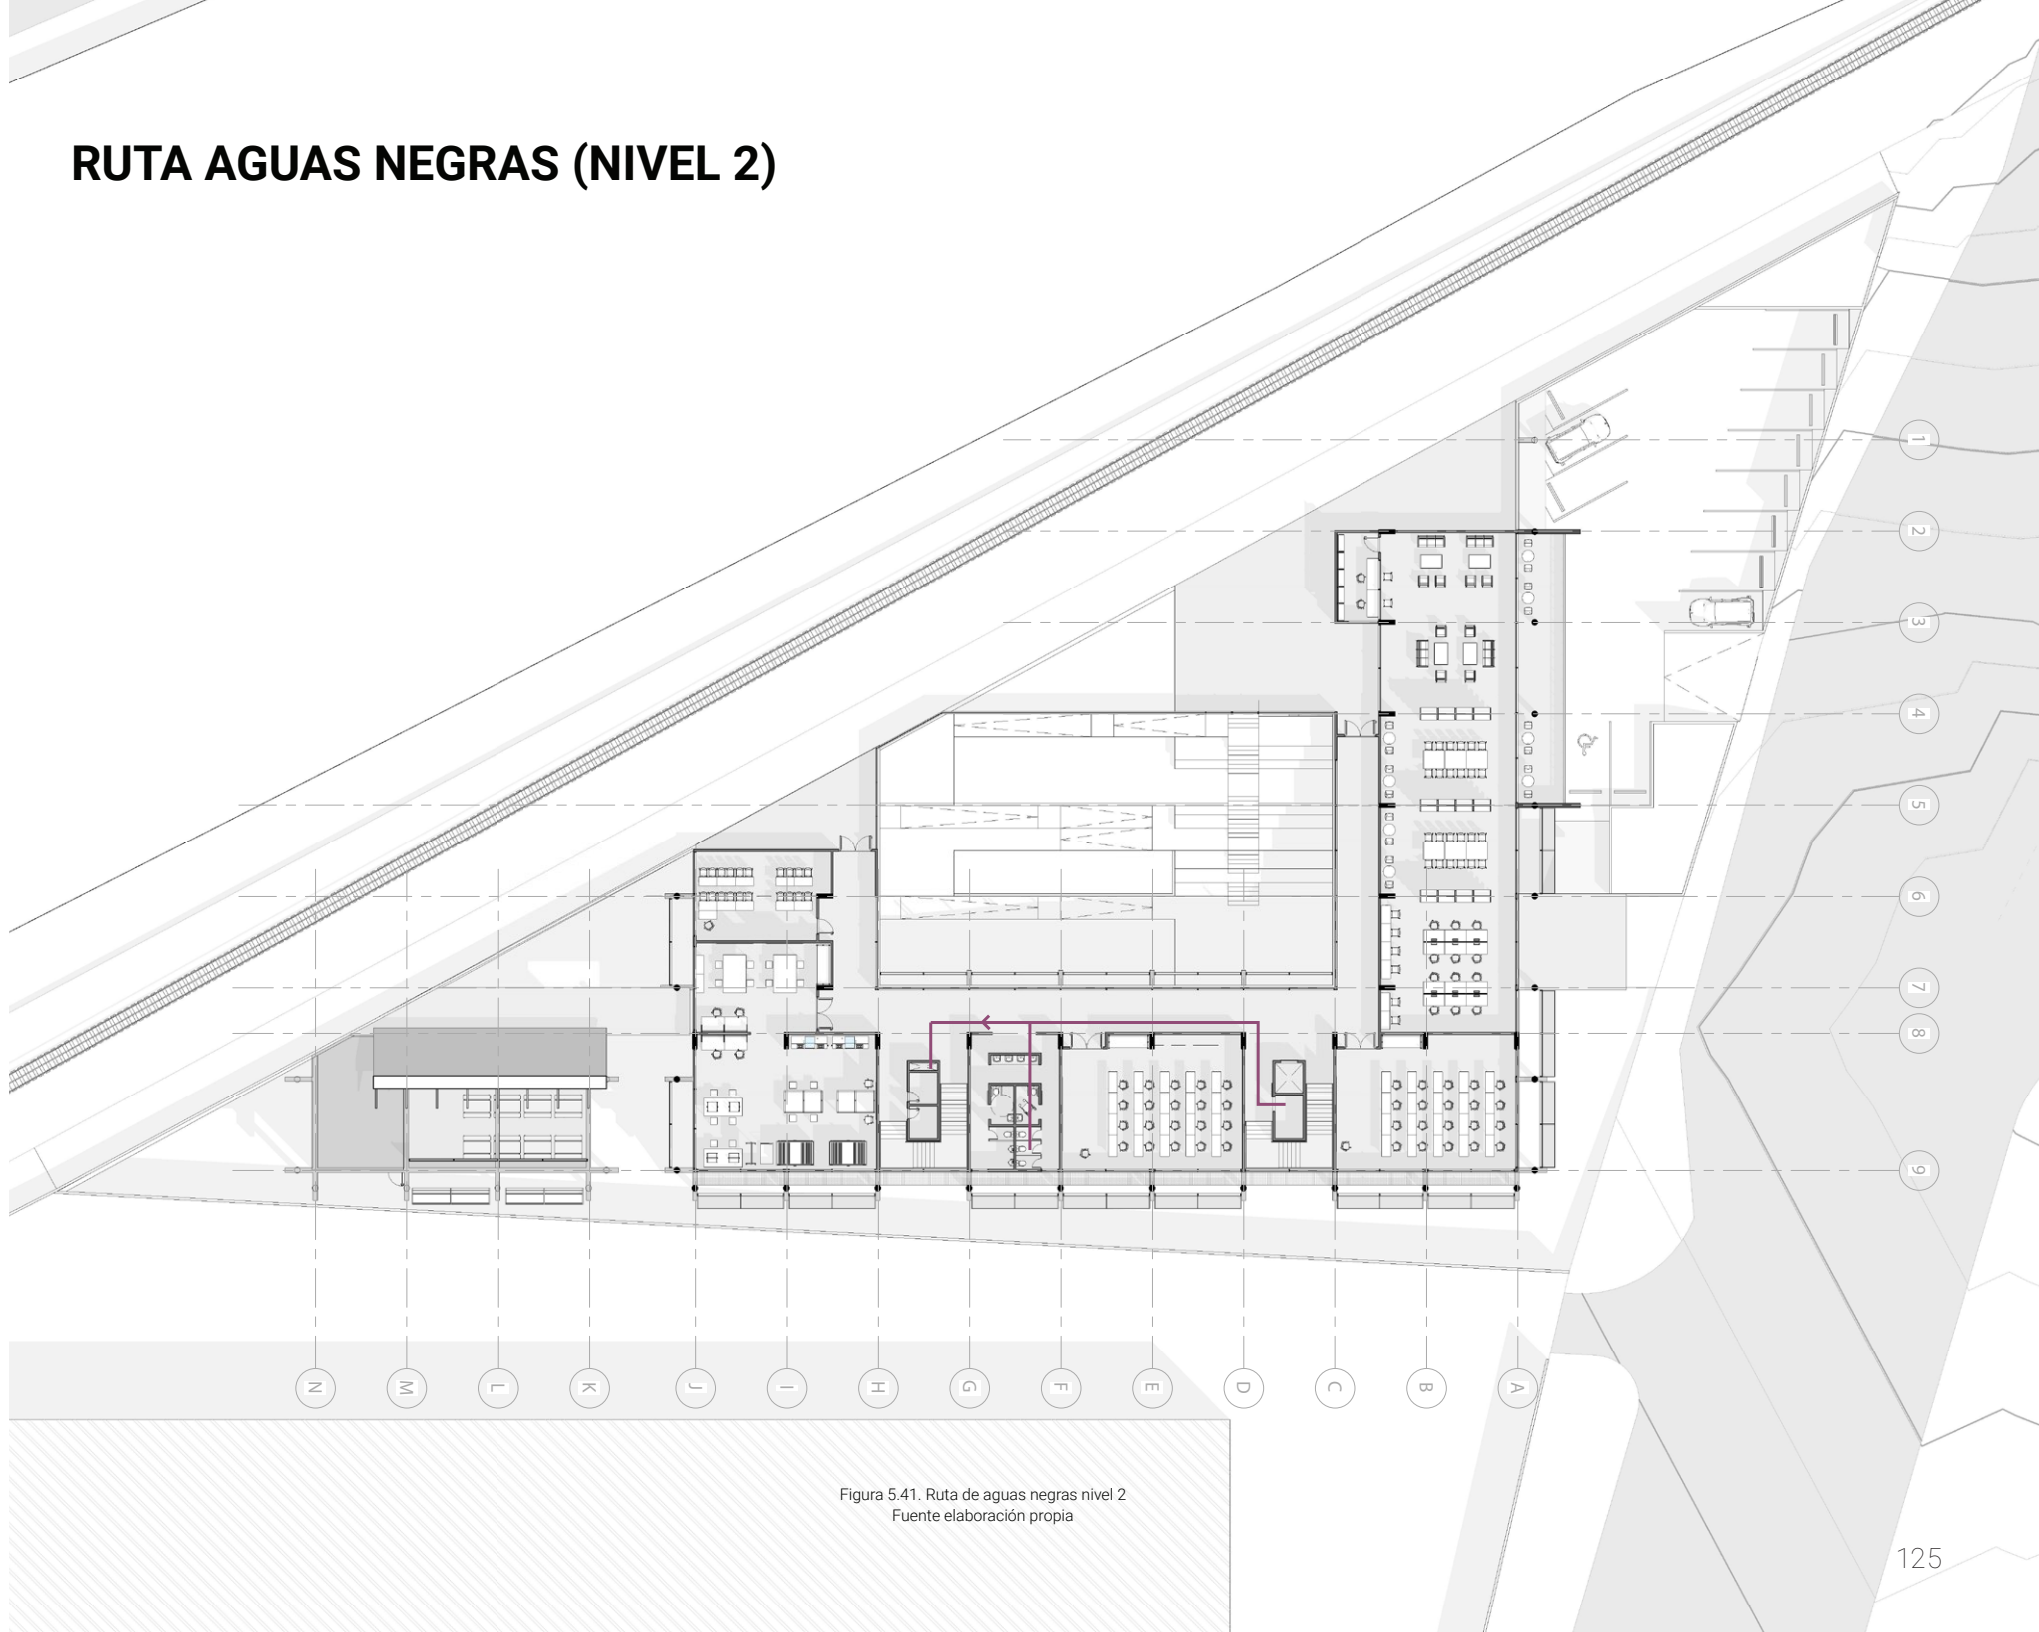 RUTA AGUAS NEGRAS (NIVEL 2)
1
2
3
4
5
6
7
8
9
N M L K J I H G F E D C B A
Figura 5.41. Ruta de aguas negras nivel 2
Fuente elaboración propia
125